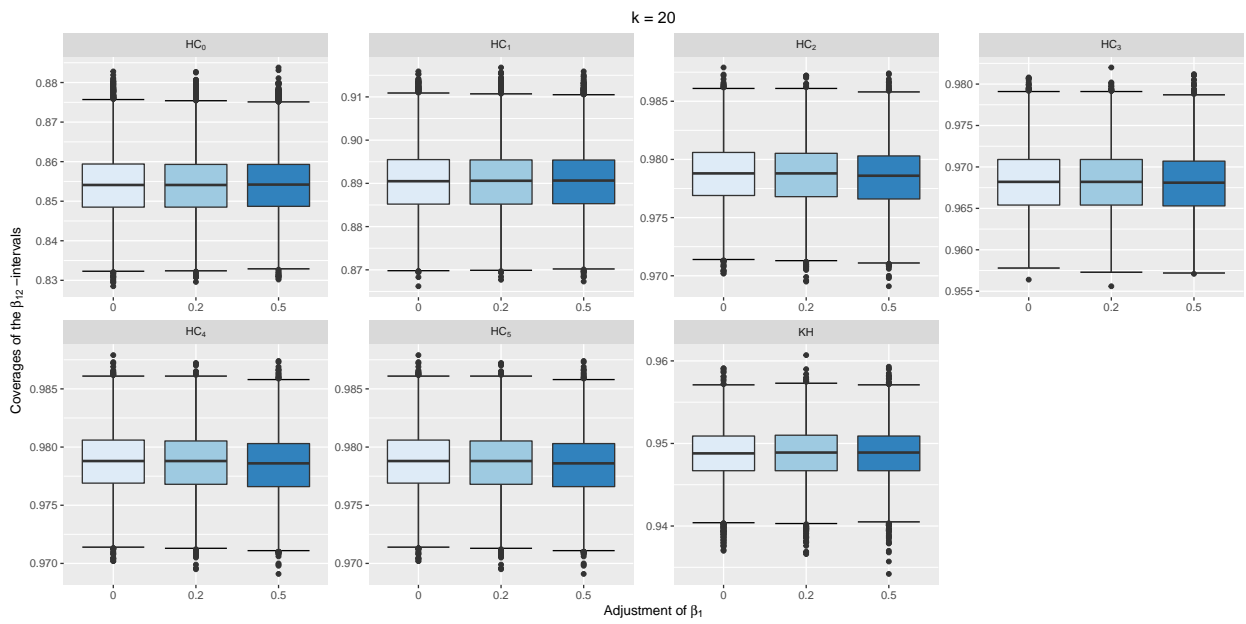 k = 20
HC₀
HC₁
HC₂
HC₃
0.88
0.87
0.86
0.85
0.84
0.83
0 0.2 0.5
0.91
0.90
0.89
0.88
0.87
0 0.2 0.5
0.985
0.980
0.975
0.970
0 0.2 0.5
0.980
0.975
0.970
0.965
0.960
0.955
0 0.2 0.5
HC₄
HC₅
KH
0.985
0.980
0.975
0.970
0 0.2 0.5
0.985
0.980
0.975
0.970
0 0.2 0.5
0.96
0.95
0.94
0 0.2 0.5
Coverages of the β₁₂ −intervals
Adjustment of β₁